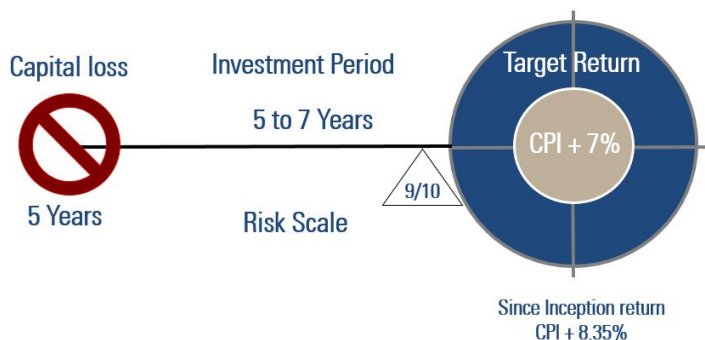 Capital loss
5 Years
Investment Period
5 to 7 Years
9/10
Risk Scale
Target Return
CPI + 7%
Since Inception return
CPI + 8.35%